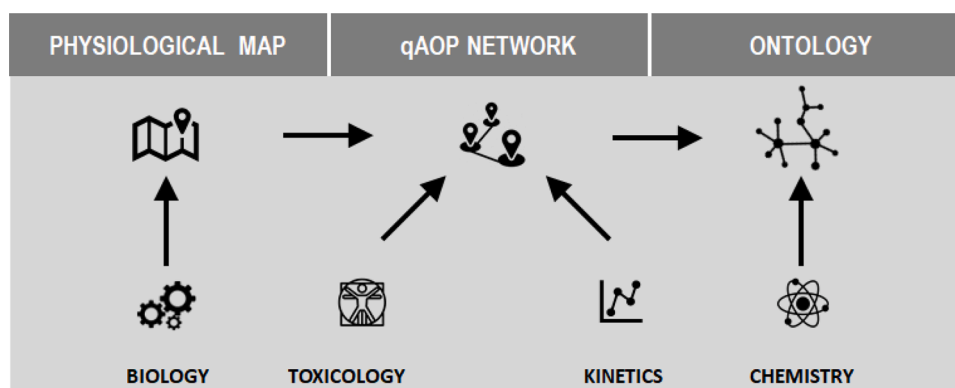 PHYSIOLOGICAL MAP
qAOP NETWORK
ONTOLOGY
BIOLOGY
TOXICOLOGY
KINETICS
CHEMISTRY